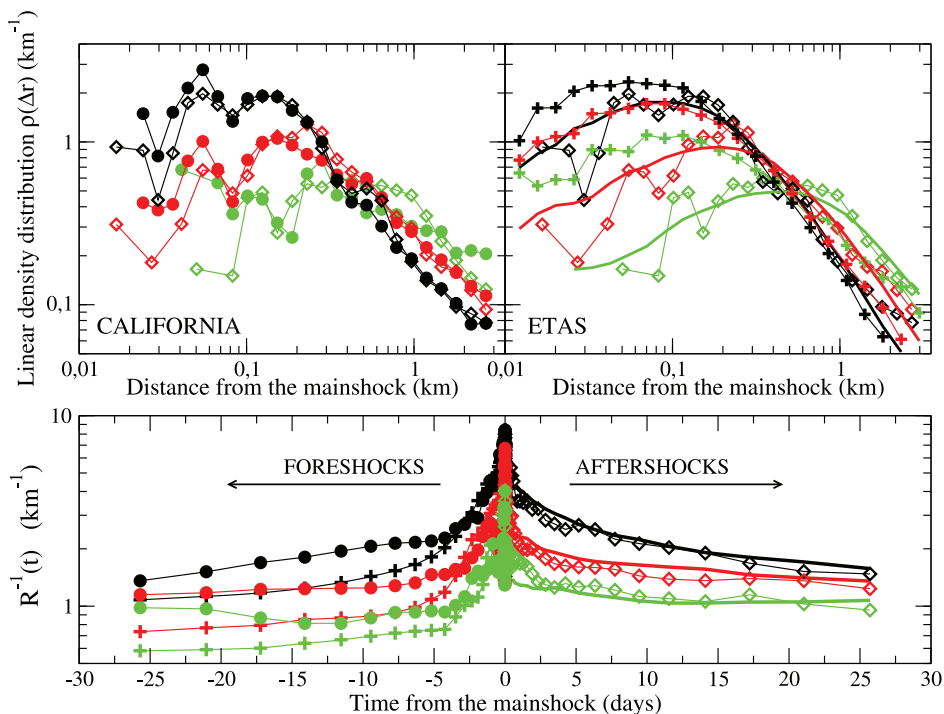 Linear density distribution ρ(Δr) (km⁻¹)
1
0,1
CALIFORNIA
ETAS
0,01 0,1 1 0,01 0,1 1
Distance from the mainshock (km) Distance from the mainshock (km)
R⁻¹(t) (km⁻¹)
10
1
FORESHOCKS AFTERSHOCKS
-30 -25 -20 -15 -10 -5 0 5 10 15 20 25 30
Time from the mainshock (days)